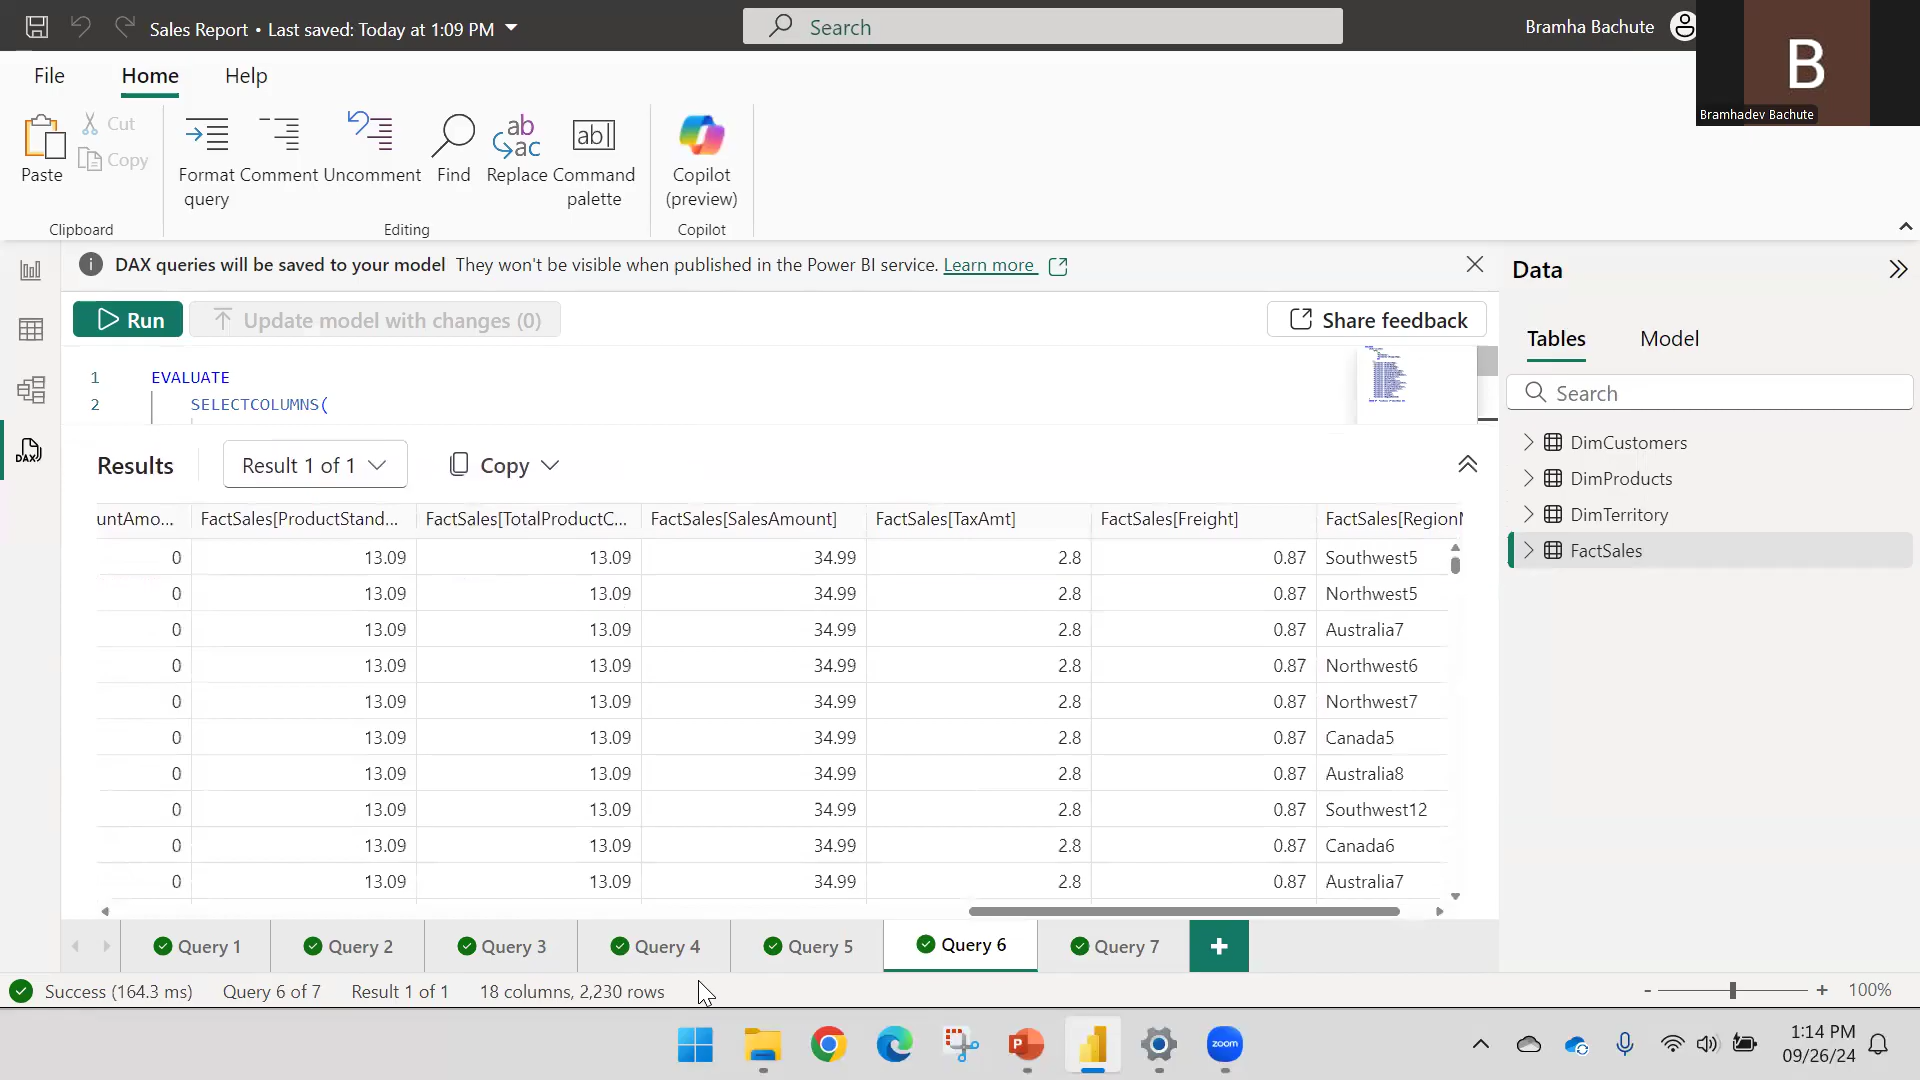 Sales Report • Last saved: Today at 1:09 PM
Search
Bramha Bachute
B
Bramhadev Bachute
File
Home
Help
Paste
Cut
Copy
Clipboard
Format query
Comment
Uncomment
Find
ab
ac
Replace
ab
Command palette
Editing
Copilot (preview)
Copilot
DAX queries will be saved to your model They won't be visible when published in the Power BI service. Learn more
Run
Update model with changes (0)
Share feedback
1 EVALUATE
2 SELECTCOLUMNS(
DAX
Results
Result 1 of 1
Copy
untAmo... FactSales[ProductStand... FactSales[TotalProductC... FactSales[SalesAmount] FactSales[TaxAmt] FactSales[Freight] FactSales[Region
0 13.09 13.09 34.99 2.8 0.87 Southwest5
0 13.09 13.09 34.99 2.8 0.87 Northwest5
0 13.09 13.09 34.99 2.8 0.87 Australia7
0 13.09 13.09 34.99 2.8 0.87 Northwest6
0 13.09 13.09 34.99 2.8 0.87 Northwest7
0 13.09 13.09 34.99 2.8 0.87 Canada5
0 13.09 13.09 34.99 2.8 0.87 Australia8
0 13.09 13.09 34.99 2.8 0.87 Southwest12
0 13.09 13.09 34.99 2.8 0.87 Canada6
0 13.09 13.09 34.99 2.8 0.87 Australia7
Query 1
Query 2
Query 3
Query 4
Query 5
Query 6
Query 7
Success (164.3 ms) Query 6 of 7 Result 1 of 1 18 columns, 2,230 rows
100%
Data
Tables
Model
Search
DimCustomers
DimProducts
DimTerritory
FactSales
P
zoom
1:14 PM
09/26/24